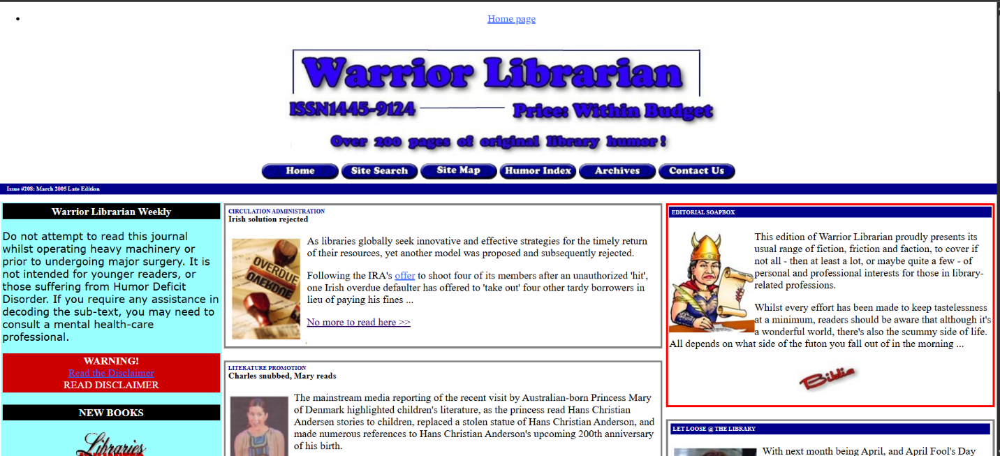 Home page
Warrior Librarian
ISSN1445-9124
Price: Within Budget
Over 200 pages of original library humor!
Home
Site Search
Site Map
Humor Index
Archives
Contact Us
Issue #208: March 2005 Late Edition
Warrior Librarian Weekly
Do not attempt to read this journal
whilst operating heavy machinery or
prior to undergoing major surgery. It is
not intended for younger readers, or
those suffering from Humor Deficit
Disorder. If you require any assistance in
decoding the sub-text, you may need to
consult a mental health-care
professional.
WARNING!
Read the Disclaimer
READ DISCLAIMER
NEW BOOKS
Libraries
CIRCULATION ADMINISTRATION
Irish solution rejected
OVERDUE
OVERDUE
As libraries globally seek innovative and effective strategies for the timely return
of their resources, yet another model was proposed and subsequently rejected.
Following the IRA's offer to shoot four of its members after an unauthorized 'hit',
one Irish overdue defaulter has offered to 'take out' four other tardy borrowers in
lieu of paying his fines ...
No more to read here >>
LITERATURE PROMOTION
Charles snubbed, Mary reads
The mainstream media reporting of the recent visit by Australian-born Princess Mary
of Denmark highlighted children's literature, as the princess read Hans Christian
Andersen stories to children, replaced a stolen statue of Hans Christian Anderson, and
made numerous references to Hans Christian Anderson's upcoming 200th anniversary
of his birth.
EDITORIAL SOAPBOX
This edition of Warrior Librarian proudly presents its
usual range of fiction, friction and faction, to cover if
not all - then at least a lot, or maybe quite a few - of
personal and professional interests for those in library-
related professions.
Whilst every effort has been made to keep tastelessness
at a minimum, readers should be aware that although it's
a wonderful world, there's also the scummy side of life.
All depends on what side of the futon you fall out of in the morning ...
Biblia
LET LOOSE @ THE LIBRARY
With next month being April, and April Fool's Day